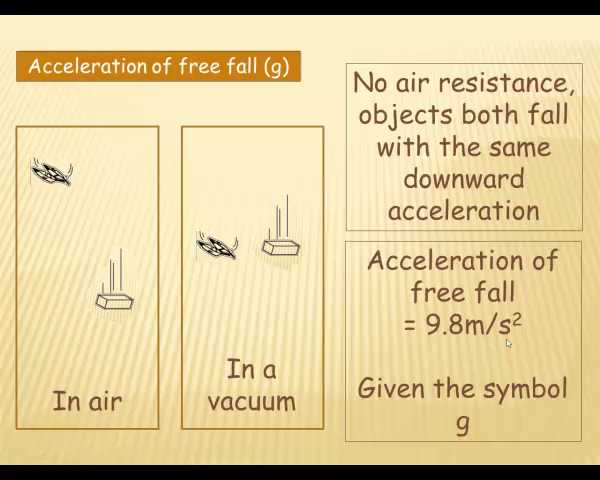 Acceleration of free fall (g)
In air
In a
vacuum
No air resistance,
objects both fall
with the same
downward
acceleration
Acceleration of
free fall
= 9.8m/s²
Given the symbol
g